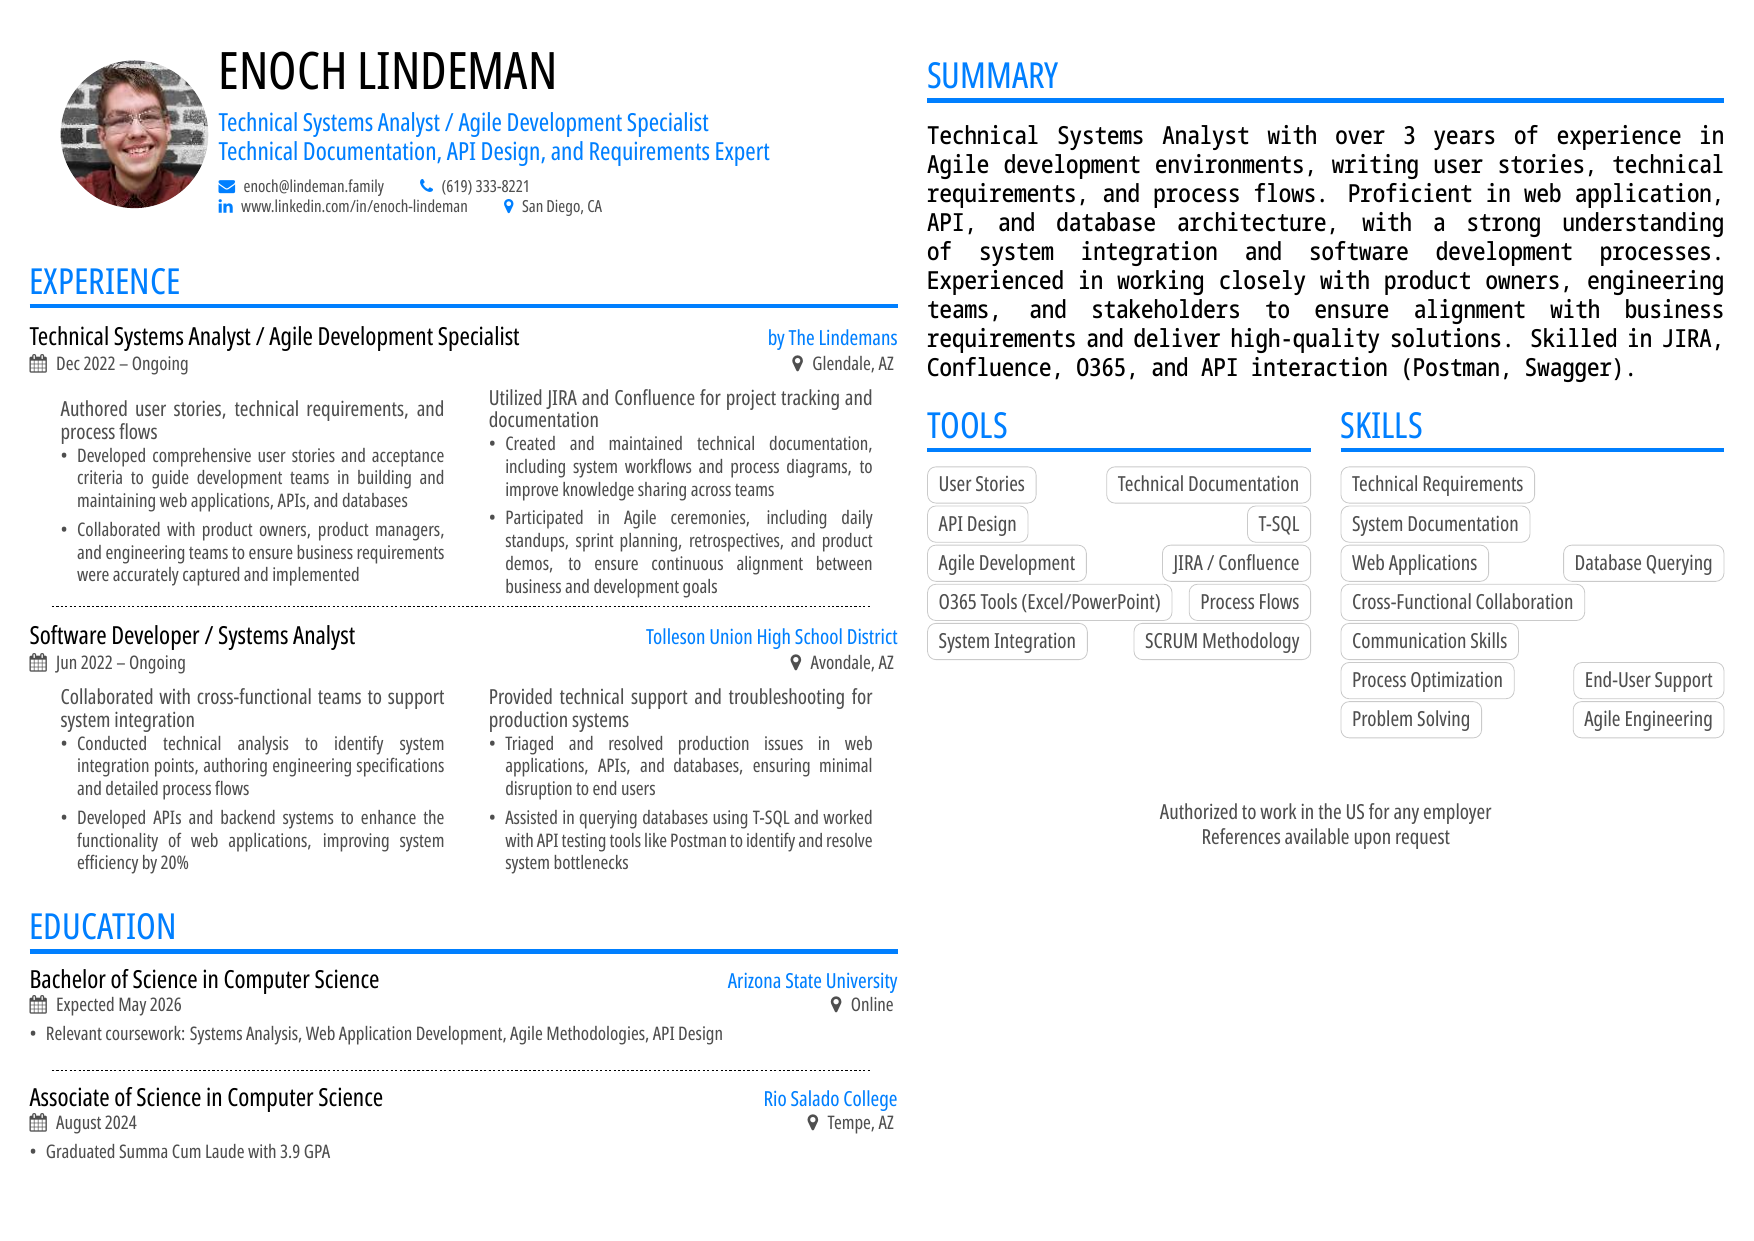 ENOCH LINDEMAN
Technical Systems Analyst / Agile Development Specialist
Technical Documentation, API Design, and Requirements Expert
enoch@lindeman.family (619) 333-8221
www.linkedin.com/in/enoch-lindeman San Diego, CA
EXPERIENCE
Technical Systems Analyst / Agile Development Specialist by The Lindemans
Dec 2022 – Ongoing Glendale, AZ
Authored user stories, technical requirements, and
process flows
• Developed comprehensive user stories and acceptance
criteria to guide development teams in building and
maintaining web applications, APIs, and databases
• Collaborated with product owners, product managers,
and engineering teams to ensure business requirements
were accurately captured and implemented
Utilized JIRA and Confluence for project tracking and
documentation
• Created and maintained technical documentation,
including system workflows and process diagrams, to
improve knowledge sharing across teams
• Participated in Agile ceremonies, including daily
standups, sprint planning, retrospectives, and product
demos, to ensure continuous alignment between
business and development goals
Software Developer / Systems Analyst Tolleson Union High School District
Jun 2022 – Ongoing Avondale, AZ
Collaborated with cross-functional teams to support
system integration
• Conducted technical analysis to identify system
integration points, authoring engineering specifications
and detailed process flows
• Developed APIs and backend systems to enhance the
functionality of web applications, improving system
efficiency by 20%
Provided technical support and troubleshooting for
production systems
• Triaged and resolved production issues in web
applications, APIs, and databases, ensuring minimal
disruption to end users
• Assisted in querying databases using T-SQL and worked
with API testing tools like Postman to identify and resolve
system bottlenecks
EDUCATION
Bachelor of Science in Computer Science Arizona State University
Expected May 2026 Online
• Relevant coursework: Systems Analysis, Web Application Development, Agile Methodologies, API Design
Associate of Science in Computer Science Rio Salado College
August 2024 Tempe, AZ
• Graduated Summa Cum Laude with 3.9 GPA
SUMMARY
Technical Systems Analyst with over 3 years of experience in
Agile development environments, writing user stories, technical
requirements, and process flows. Proficient in web application,
API, and database architecture, with a strong understanding
of system integration and software development processes.
Experienced in working closely with product owners, engineering
teams, and stakeholders to ensure alignment with business
requirements and deliver high-quality solutions. Skilled in JIRA,
Confluence, O365, and API interaction (Postman, Swagger).
TOOLS
User Stories Technical Documentation
API Design T-SQL
Agile Development JIRA / Confluence
O365 Tools (Excel/PowerPoint) Process Flows
System Integration SCRUM Methodology
SKILLS
Technical Requirements
System Documentation
Web Applications Database Querying
Cross-Functional Collaboration
Communication Skills
Process Optimization End-User Support
Problem Solving Agile Engineering
Authorized to work in the US for any employer
References available upon request